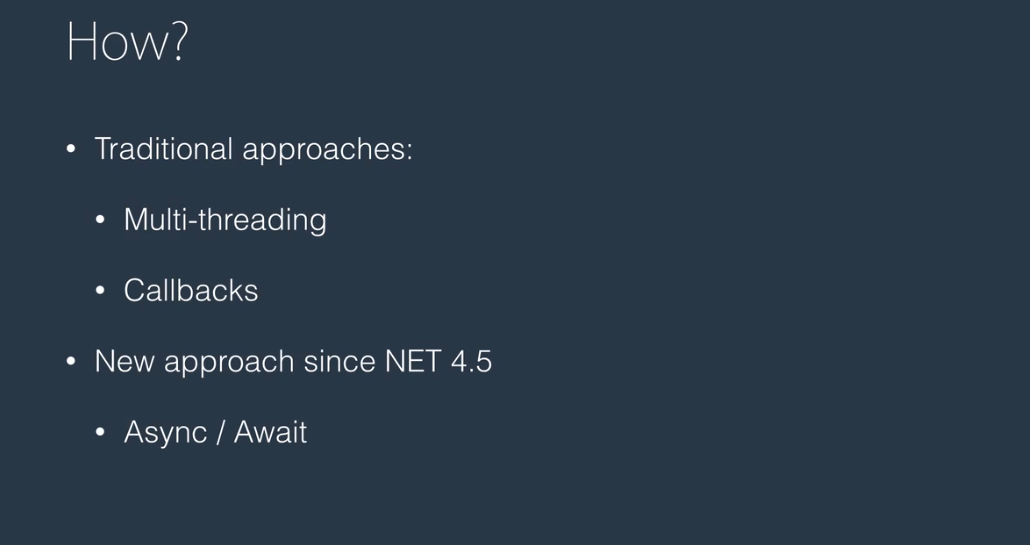 How?
• Traditional approaches:
• Multi-threading
• Callbacks
• New approach since NET 4.5
• Async / Await